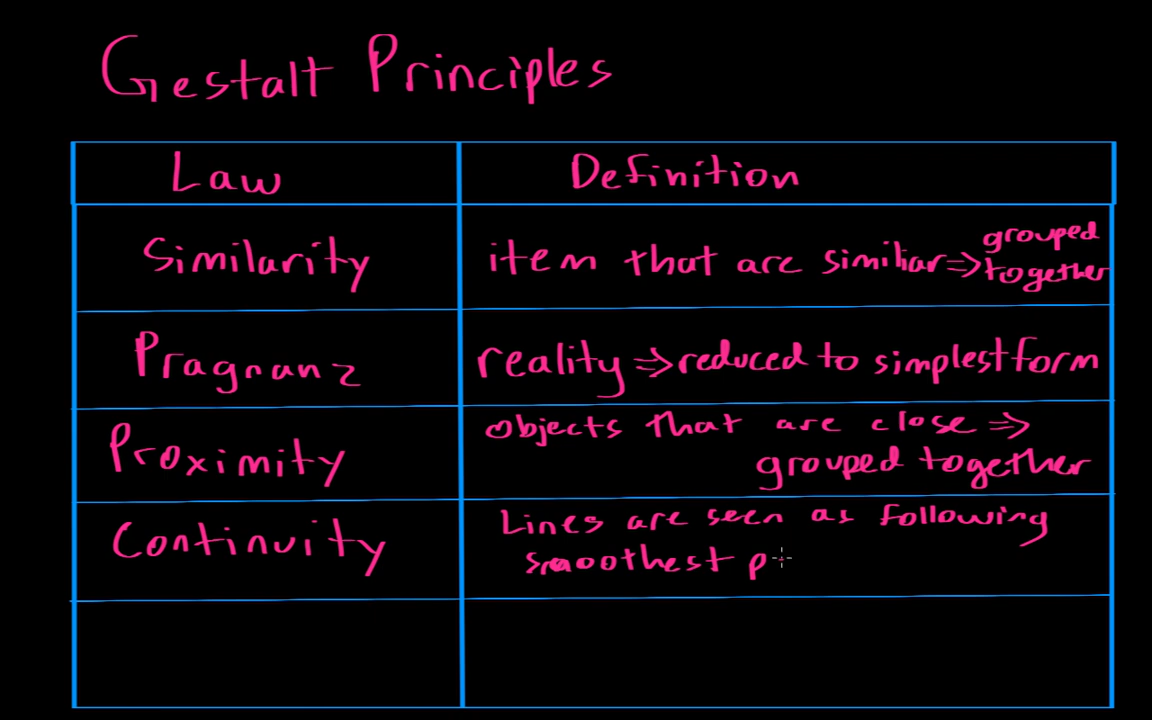 Gestalt Principles
Law Definition
Similarity item that are similiar ⇒ grouped together
Pragnanz reality ⇒ reduced to simplest form
Proximity objects that are close ⇒
grouped together
Continuity Lines are seen as following
smoothest p